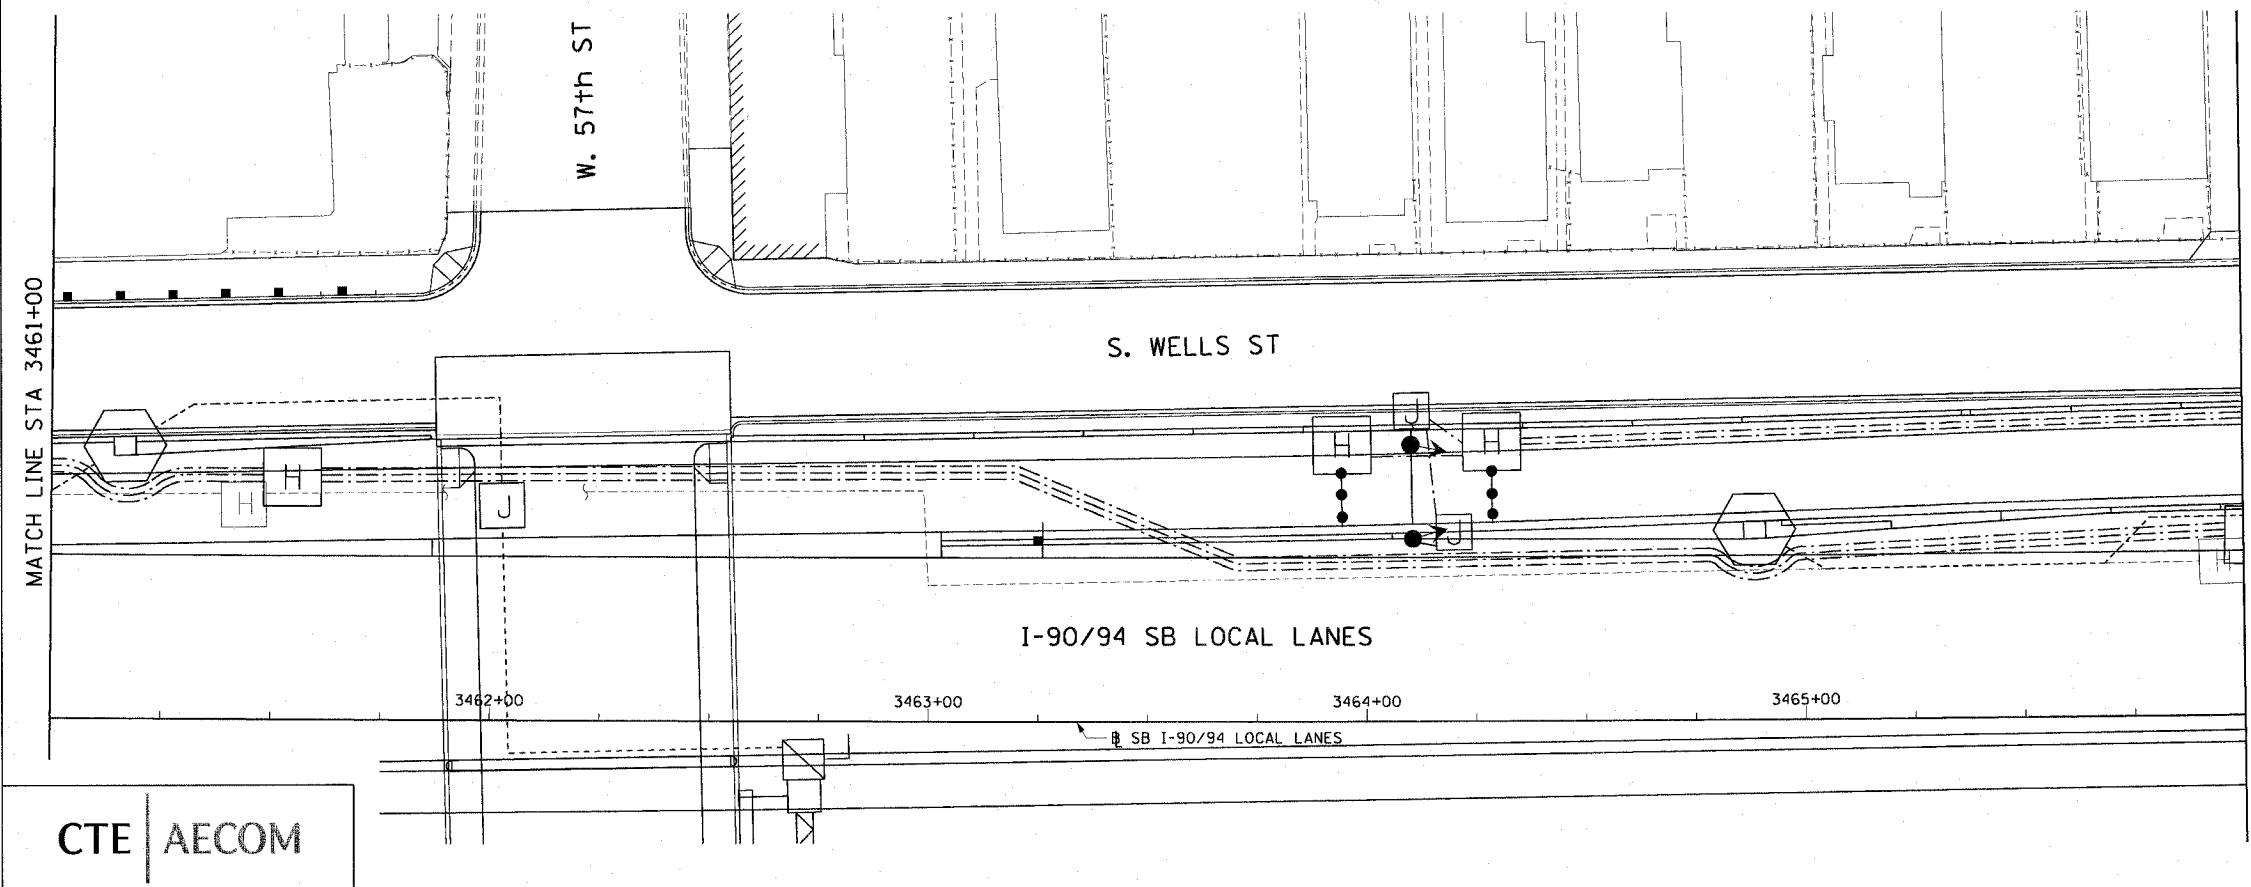 W. 57th ST
MATCH LINE STA 3461+00
S. WELLS ST
J
H
H
H
H
J
J
H
I-90/94 SB LOCAL LANES
3462+00
3463+00
3464+00
3465+00
℄ SB I-90/94 LOCAL LANES
CTE | AECOM